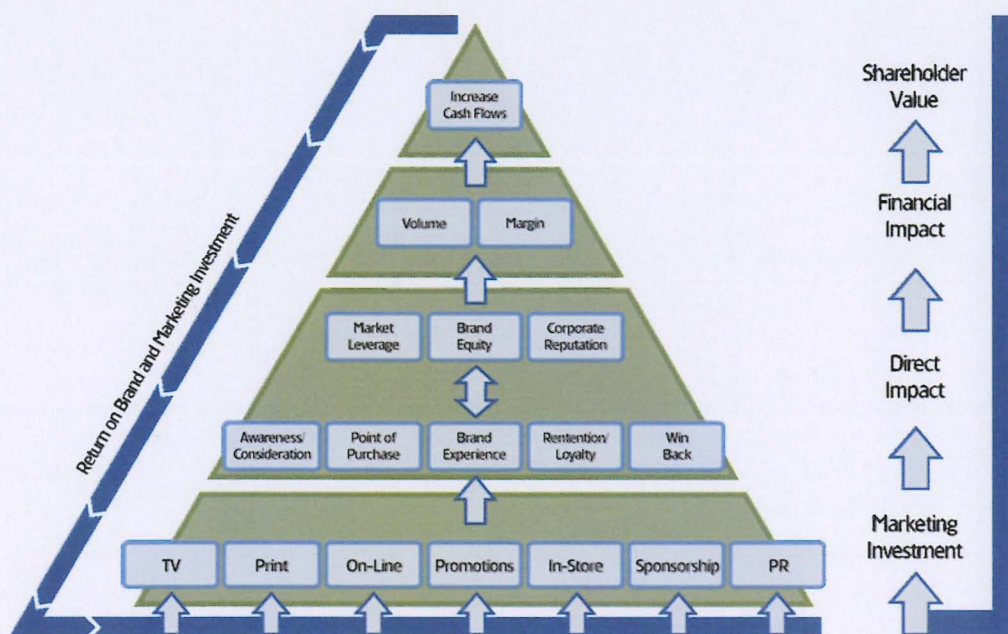 Increase
Cash Flows
Shareholder
Value
Volume
Margin
Financial
Impact
Return on Brand and Marketing Investment
Market
Leverage
Brand
Equity
Corporate
Reputation
Direct
Impact
Awareness/
Consideration
Point of
Purchase
Brand
Experience
Rentention/
Loyalty
Win
Back
Marketing
Investment
TV
Print
On-Line
Promotions
In-Store
Sponsorship
PR